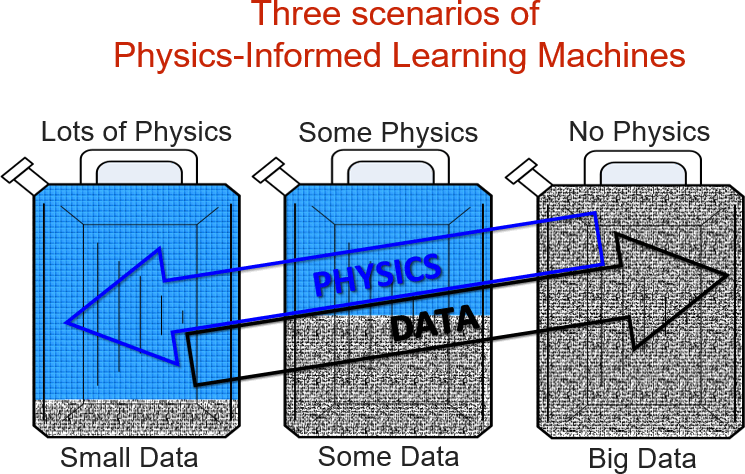 Three scenarios of
Physics-Informed Learning Machines
Lots of Physics
Some Physics
No Physics
PHYSICS
DATA
Small Data
Some Data
Big Data